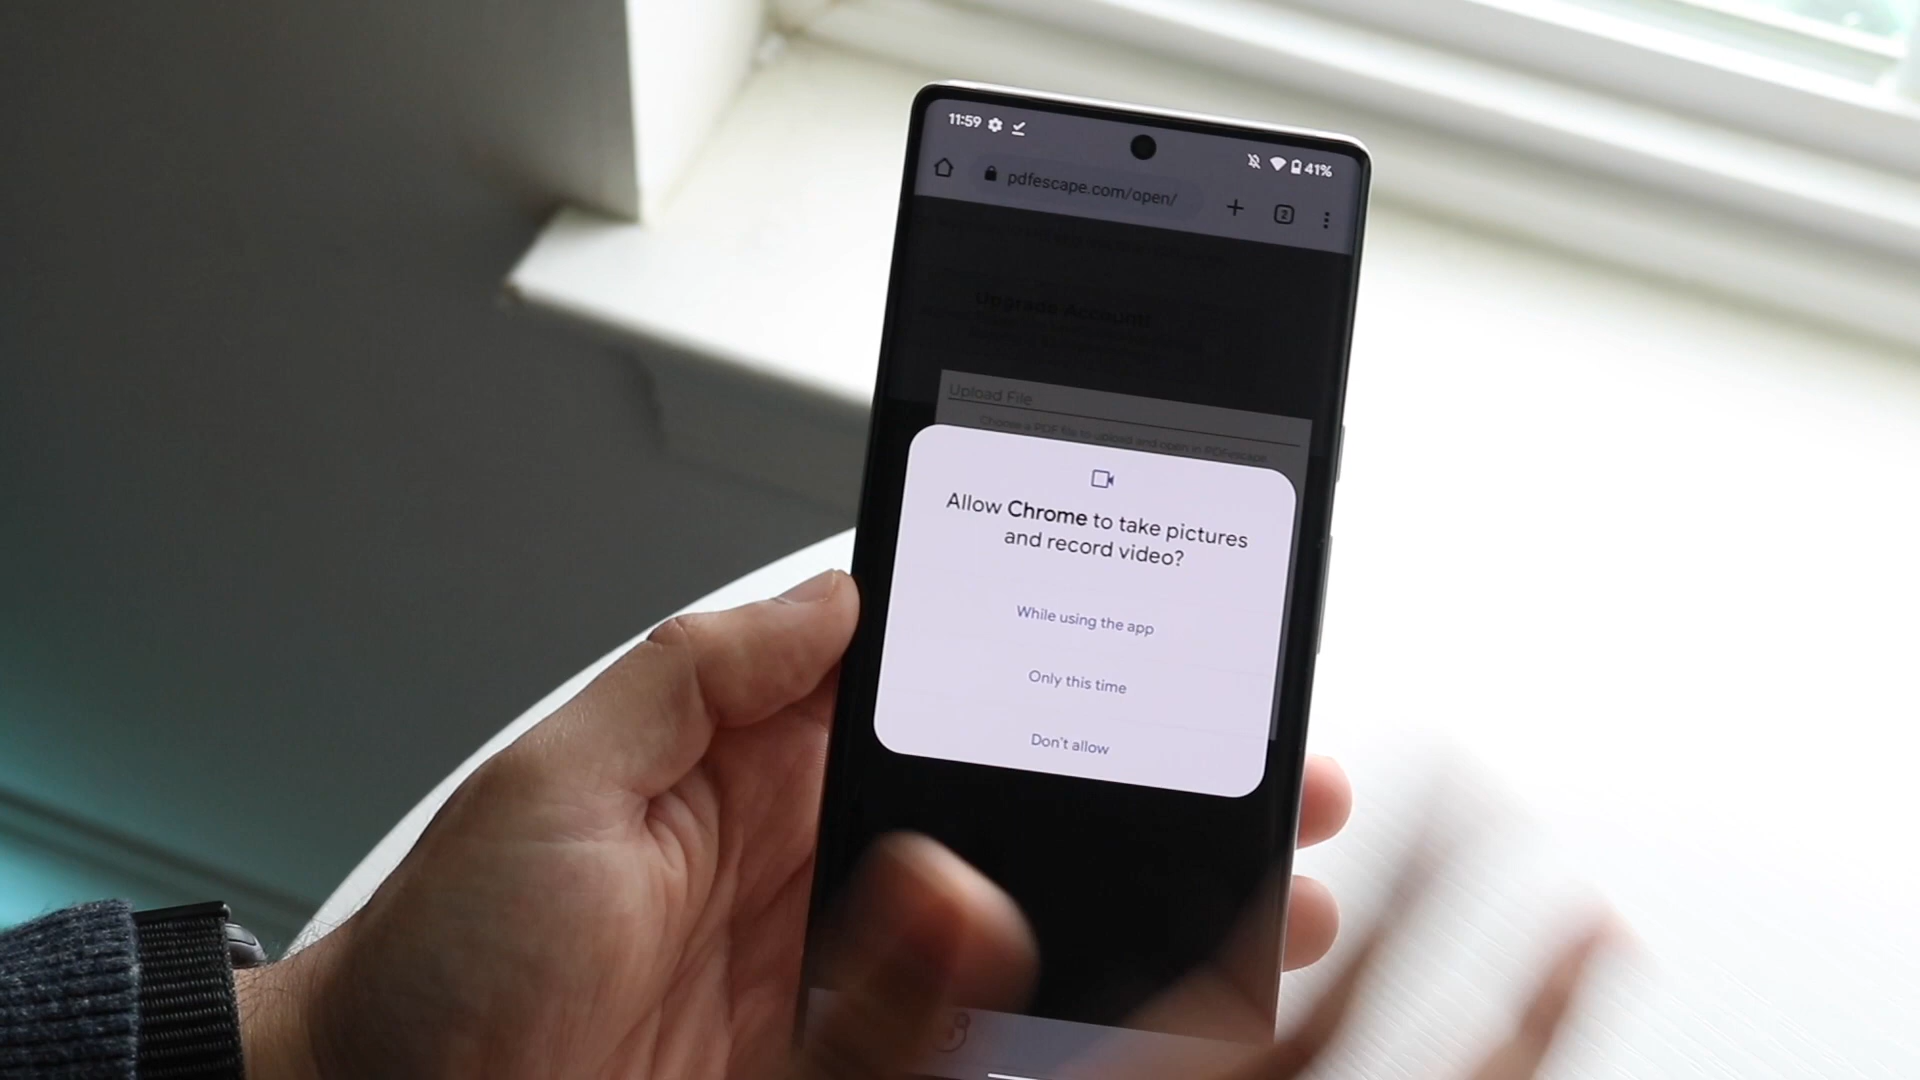 11:59
41%
pdfescape.com/open/
2
Upgrade Account!
Upload File
Choose a PDF file to upload and open in PDFescape.
Allow Chrome to take pictures
and record video?
While using the app
Only this time
Don't allow